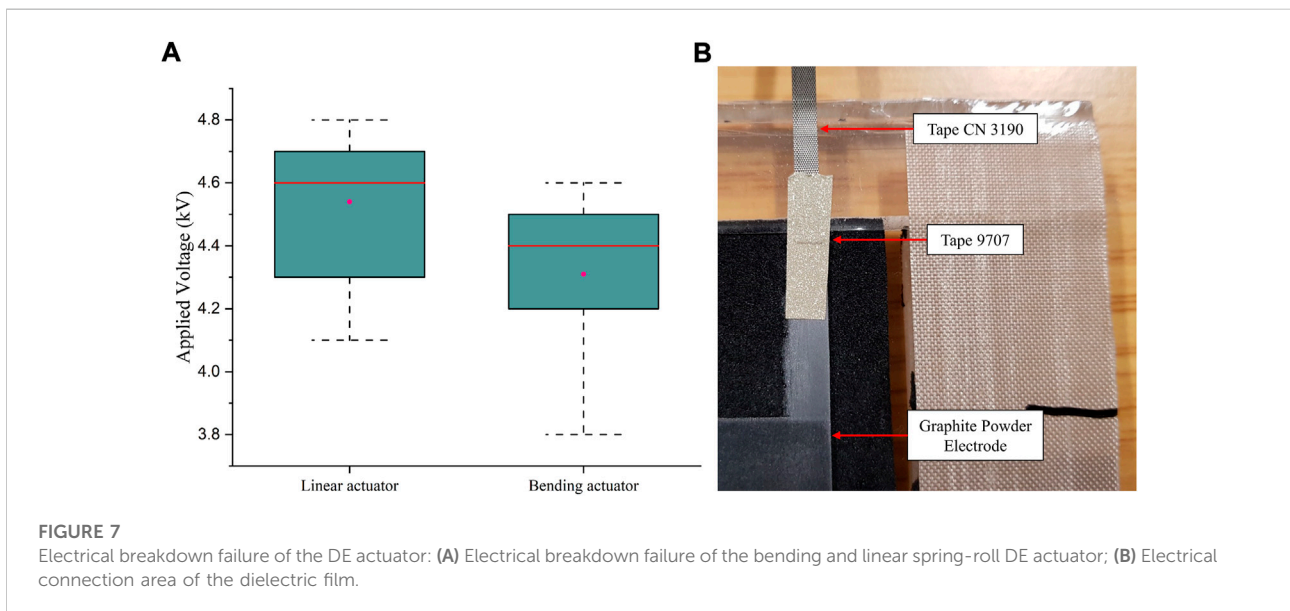 A
B
4.8
4.6
4.4
4.2
4.0
3.8
Applied Voltage (kV)
Linear actuator
Bending actuator
Tape CN 3190
Tape 9707
Graphite Powder
Electrode
FIGURE 7
Electrical breakdown failure of the DE actuator: (A) Electrical breakdown failure of the bending and linear spring-roll DE actuator; (B) Electrical
connection area of the dielectric film.